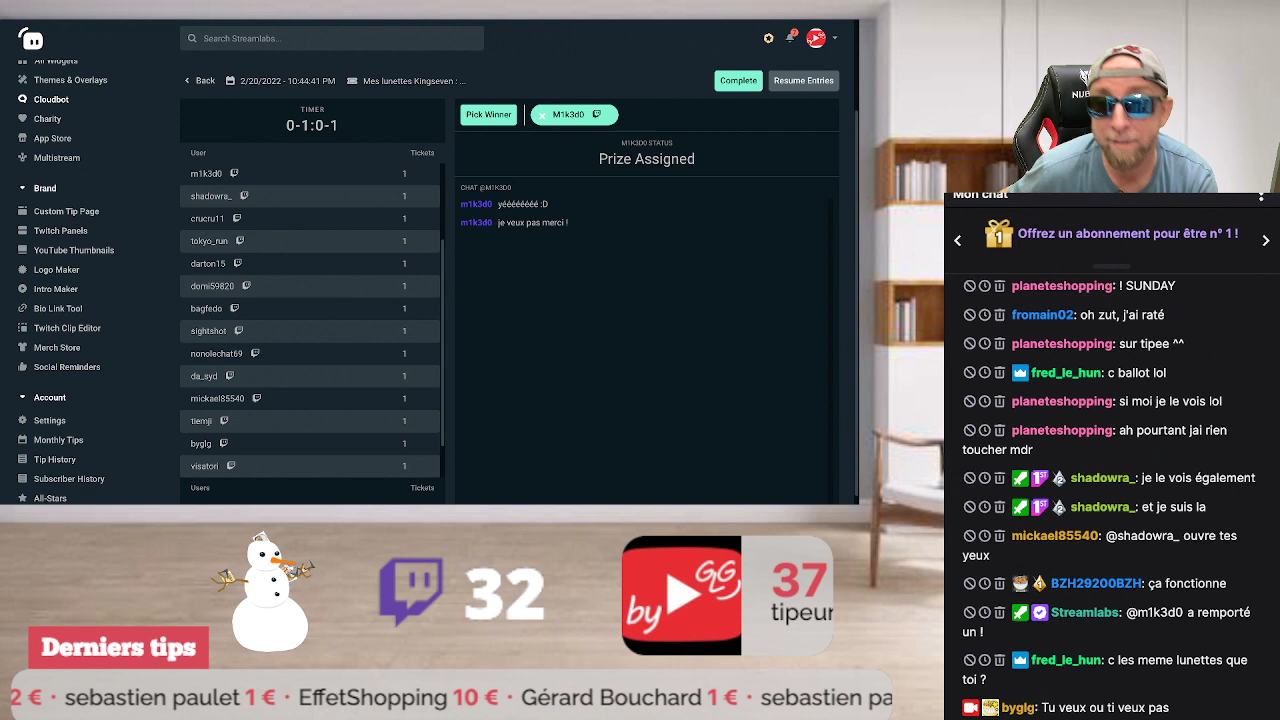 Search Streamlabs...
All Widgets
Themes & Overlays
Cloudbot
Charity
App Store
Multistream
Brand
Custom Tip Page
Twitch Panels
YouTube Thumbnails
Logo Maker
Intro Maker
Bio Link Tool
Twitch Clip Editor
Merch Store
Social Reminders
Account
Settings
Monthly Tips
Tip History
Subscriber History
All-Stars
Back
2/20/2022 - 10:44:41 PM
Mes lunettes Kingseven : ...
Complete
Resume Entries
TIMER
0-1:0-1
User Tickets
m1k3d0 1
shadowra_ 1
crucru11 1
tokyo_run 1
darton15 1
domi59820 1
bagfedo 1
sightshot 1
nonolechat69 1
da_syd 1
mickael85540 1
tiemji 1
byglg 1
visatori 1
Users Tickets
Pick Winner
M1k3d0
M1K3D0 STATUS
Prize Assigned
CHAT @M1K3D0
m1k3d0 yéééééééé :D
m1k3d0 je veux pas merci !
Mon chat
1 Offrez un abonnement pour être n° 1 !
planeteshopping: ! SUNDAY
fromain02: oh zut, j'ai raté
planeteshopping: sur tipee ^^
fred_le_hun: c ballot lol
planeteshopping: si moi je le vois lol
planeteshopping: ah pourtant jai rien
toucher mdr
shadowra_: je le vois également
shadowra_: et je suis la
mickael85540: @shadowra_ ouvre tes
yeux
BZH29200BZH: ça fonctionne
Streamlabs: @m1k3d0 a remporté
un !
fred_le_hun: c les meme lunettes que
toi ?
byglg: Tu veux ou ti veux pas
32
by GLG
37
tipeur
Derniers tips
2 € · sebastien paulet 1 € · EffetShopping 10 € · Gérard Bouchard 1 € · sebastien pa